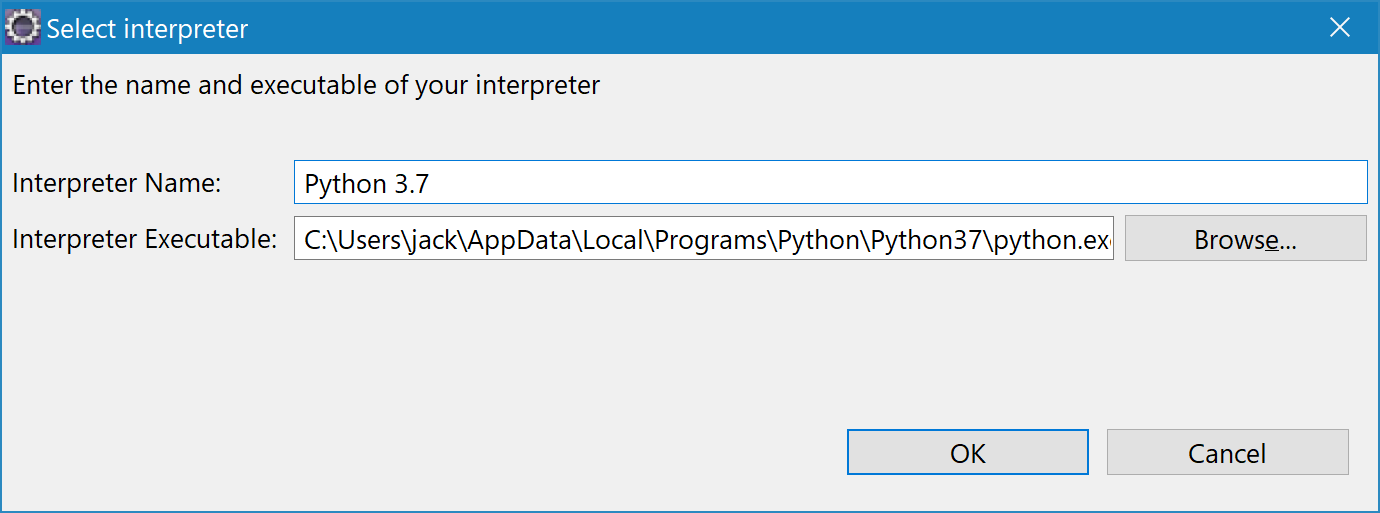 Select interpreter
Enter the name and executable of your interpreter
Interpreter Name: Python 3.7
Interpreter Executable: C:\Users\jack\AppData\Local\Programs\Python\Python37\python.exe Browse...
OK Cancel